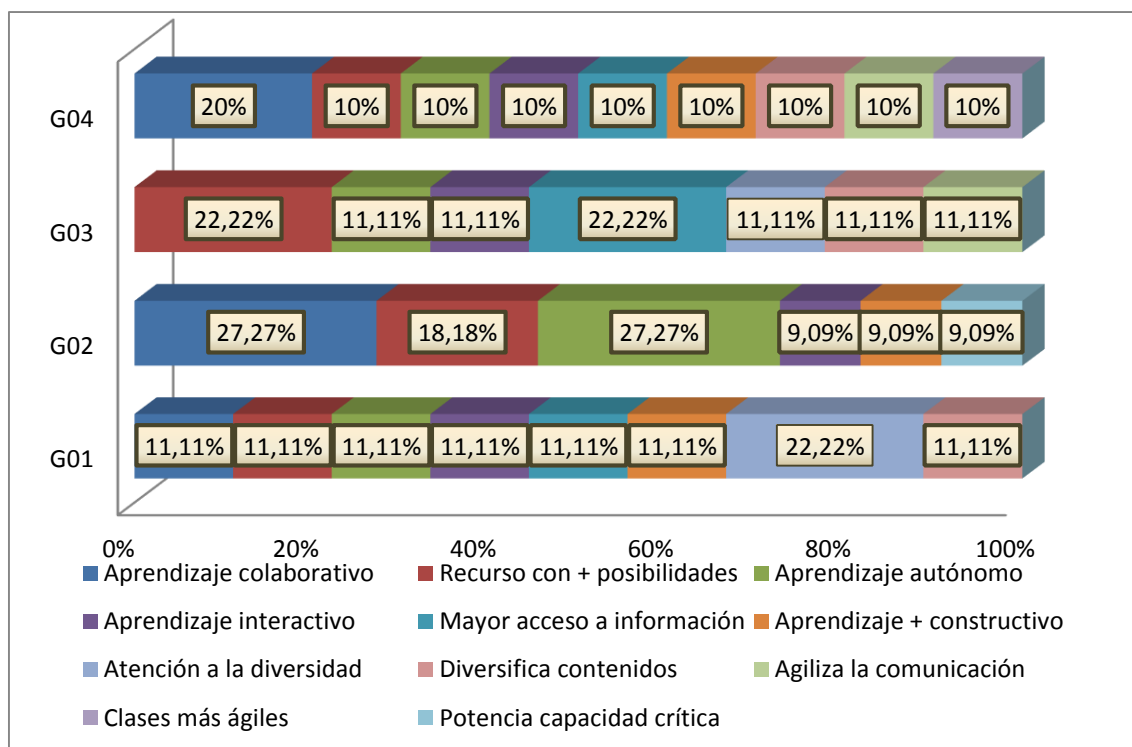 G04 20% 10% 10% 10% 10% 10% 10% 10% 10%
G03 22,22% 11,11% 11,11% 22,22% 11,11% 11,11% 11,11%
G02 27,27% 18,18% 27,27% 9,09% 9,09% 9,09%
G01 11,11% 11,11% 11,11% 11,11% 11,11% 11,11% 22,22% 11,11%
0% 20% 40% 60% 80% 100%
Aprendizaje colaborativo Recurso con + posibilidades Aprendizaje autónomo
Aprendizaje interactivo Mayor acceso a información Aprendizaje + constructivo
Atención a la diversidad Diversifica contenidos Agiliza la comunicación
Clases más ágiles Potencia capacidad crítica